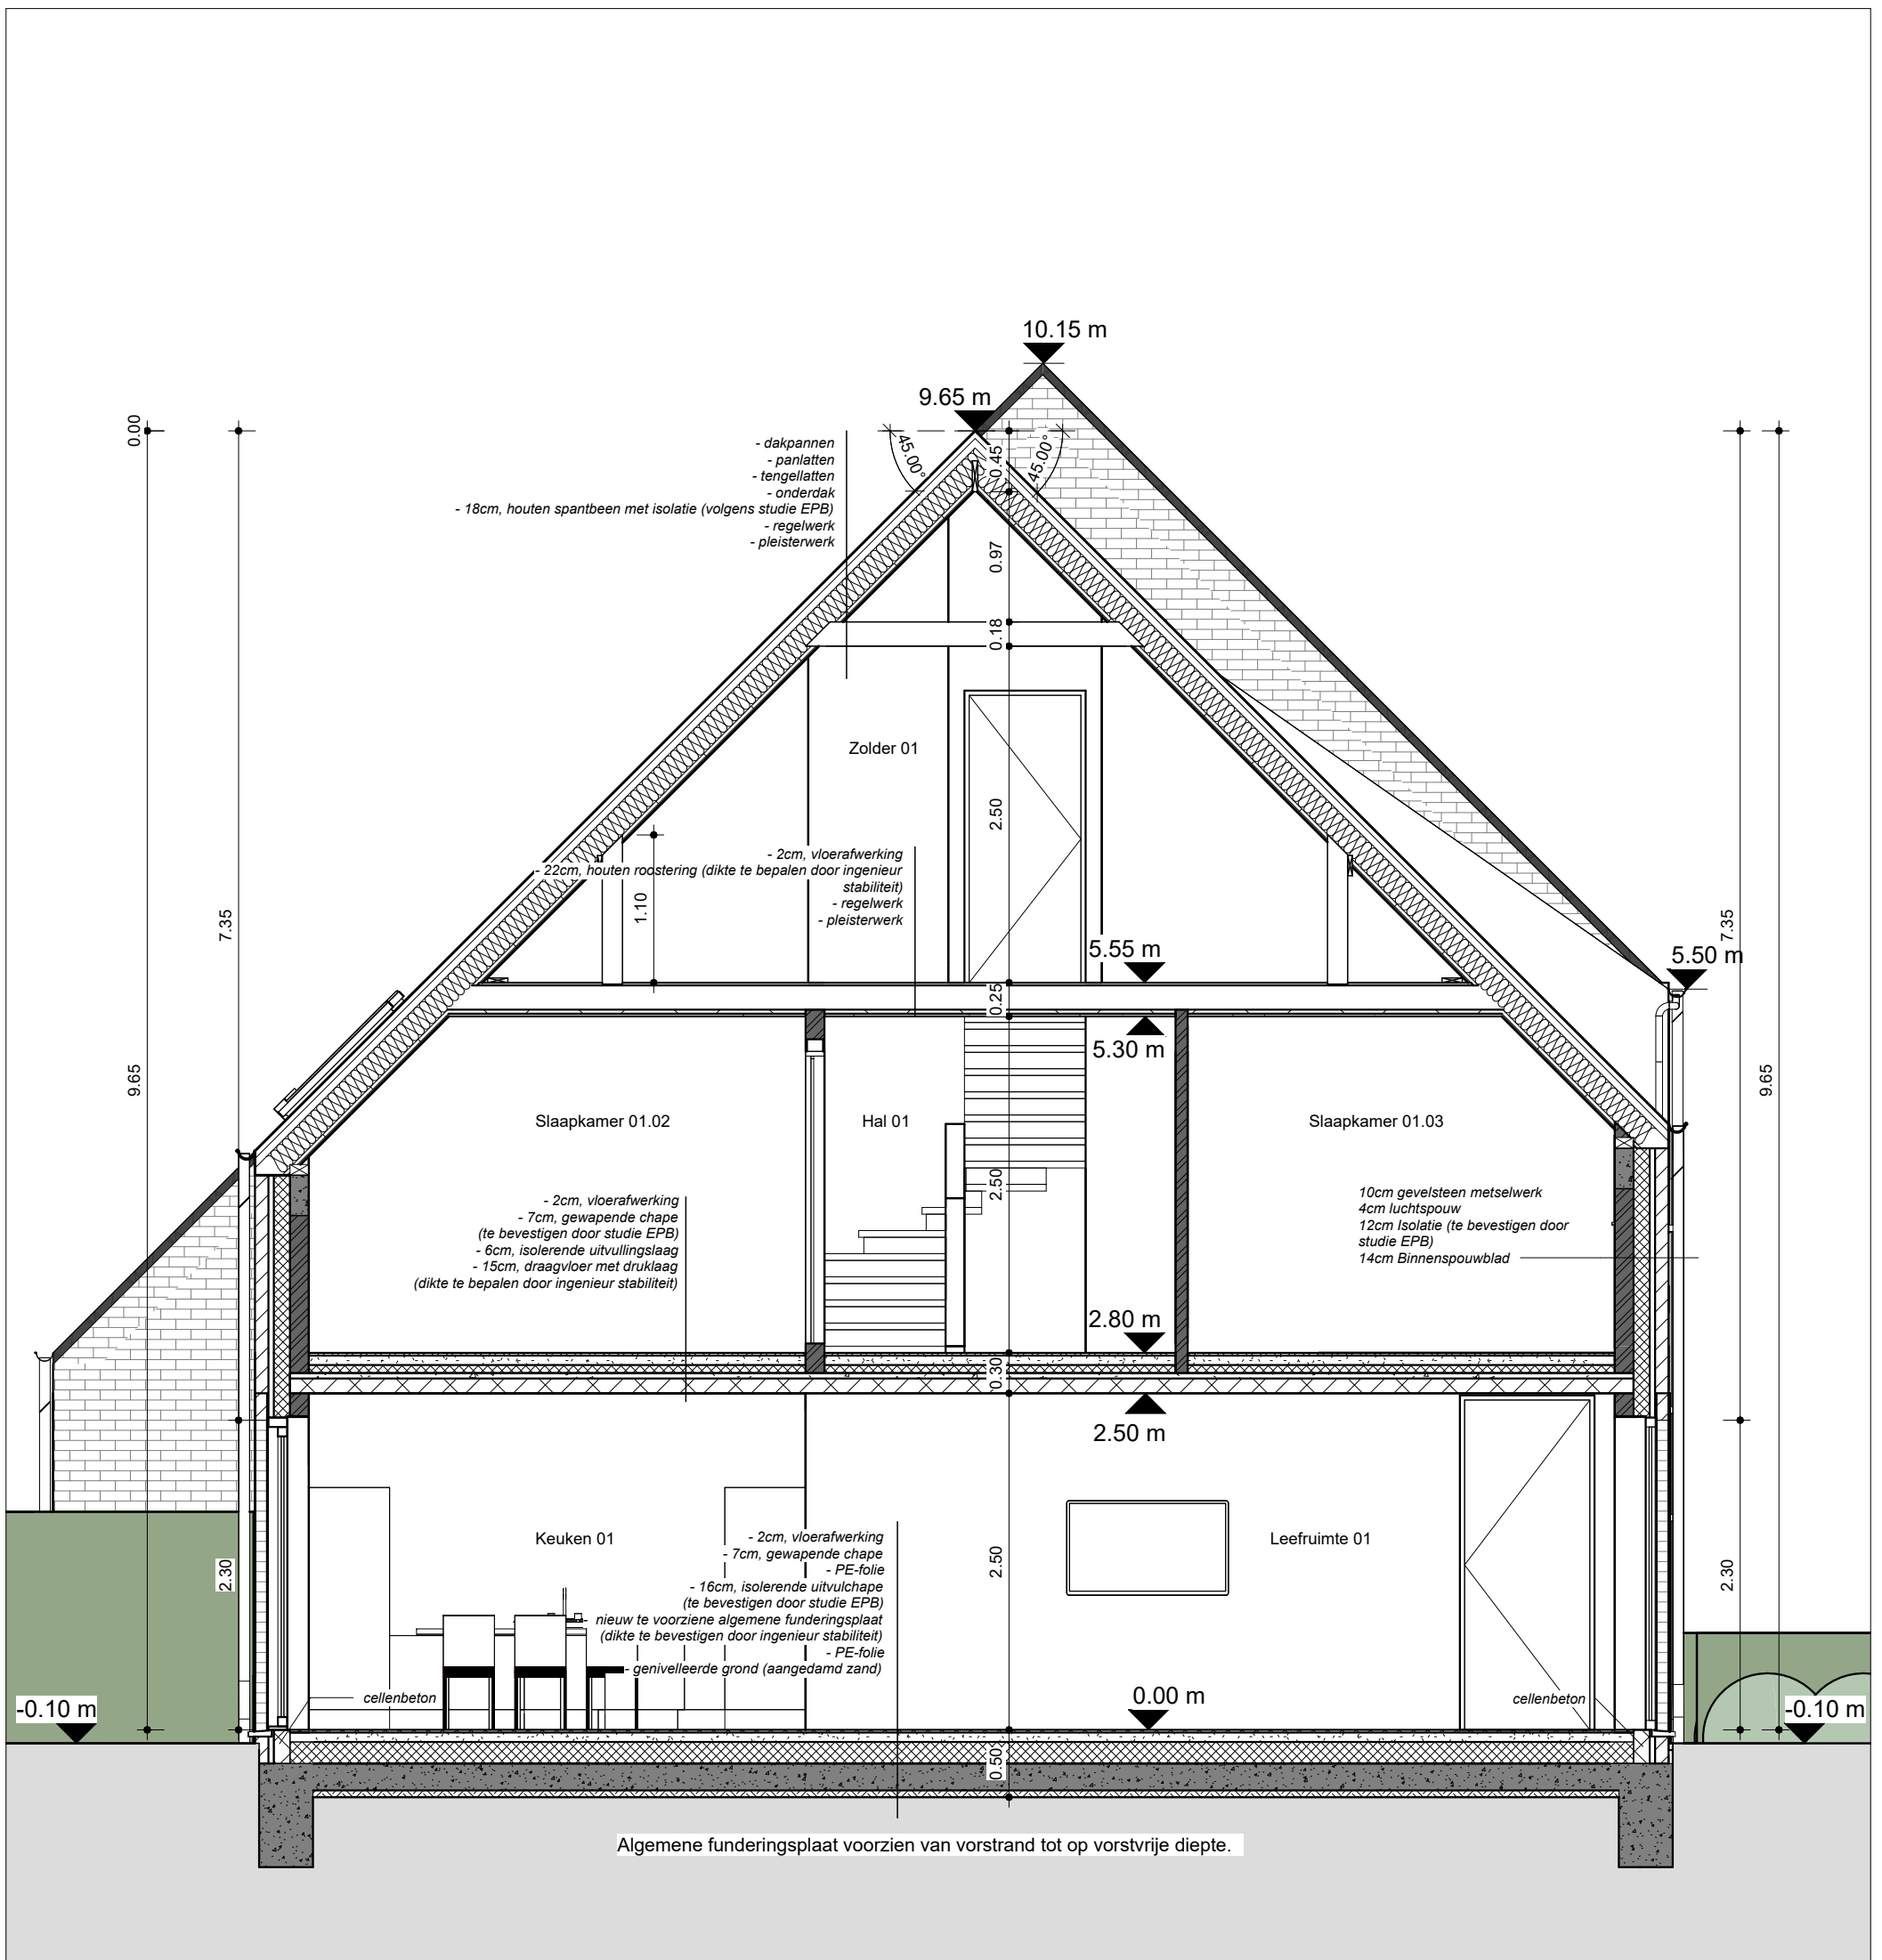 10.15 m
9.65 m
0.00
45.00°
0.45
45.00°
- dakpannen
- panlatten
- tengellatten
- onderdak
- 18cm, houten spantbeen met isolatie (volgens studie EPB)
- regelwerk
- pleisterwerk
0.97
0.18
Zolder 01
2.50
- 2cm, vloerafwerking
- 22cm, houten roostering (dikte te bepalen door ingenieur
stabiliteit)
- regelwerk
- pleisterwerk
1.10
7.35
7.35
5.55 m
5.50 m
0.25
5.30 m
9.65
9.65
Slaapkamer 01.02
Hal 01
Slaapkamer 01.03
2.50
- 2cm, vloerafwerking
- 7cm, gewapende chape
(te bevestigen door studie EPB)
- 6cm, isolerende uitvullingslaag
- 15cm, draagvloer met druklaag
(dikte te bepalen door ingenieur stabiliteit)
10cm gevelsteen metselwerk
4cm luchtspouw
12cm Isolatie (te bevestigen door
studie EPB)
14cm Binnenspouwblad
2.80 m
0.30
2.50 m
Keuken 01
Leefruimte 01
2.30
2.50
2.30
- 2cm, vloerafwerking
- 7cm, gewapende chape
- PE-folie
- 16cm, isolerende uitvulchape
(te bevestigen door studie EPB)
- nieuw te voorziene algemene funderingsplaat
(dikte te bevestigen door ingenieur stabiliteit)
- PE-folie
- genivelleerde grond (aangedamd zand)
cellenbeton
cellenbeton
-0.10 m
0.00 m
-0.10 m
0.50
Algemene funderingsplaat voorzien van vorstrand tot op vorstvrije diepte.